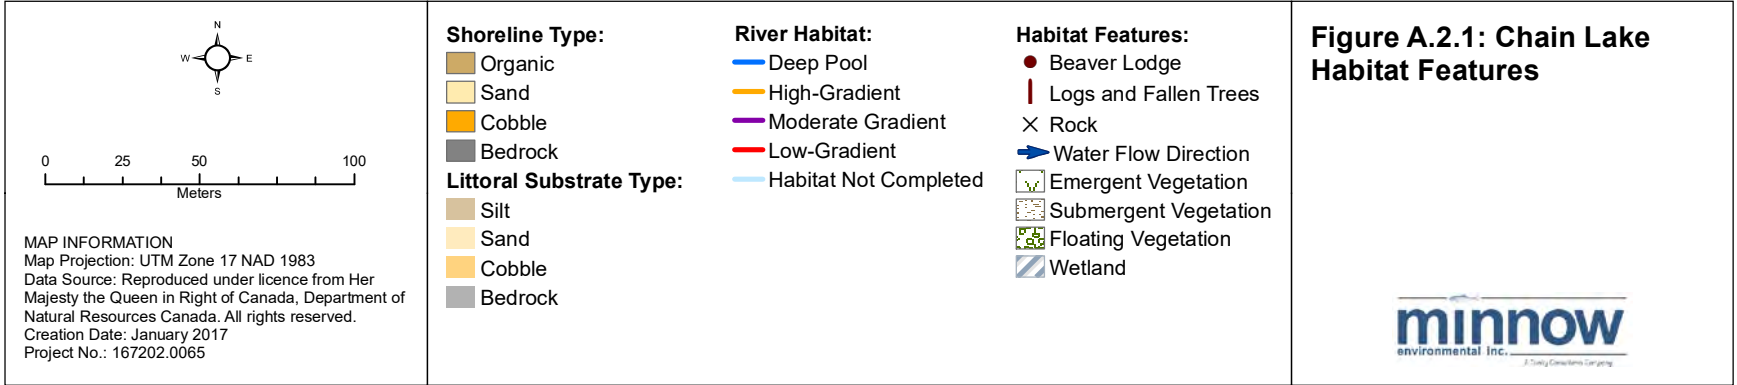 N
W E
S
0 25 50 100
Meters
MAP INFORMATION
Map Projection: UTM Zone 17 NAD 1983
Data Source: Reproduced under licence from Her
Majesty the Queen in Right of Canada, Department of
Natural Resources Canada. All rights reserved.
Creation Date: January 2017
Project No.: 167202.0065
Shoreline Type:
Organic
Sand
Cobble
Bedrock
Littoral Substrate Type:
Silt
Sand
Cobble
Bedrock
River Habitat:
Deep Pool
High-Gradient
Moderate Gradient
Low-Gradient
Habitat Not Completed
Habitat Features:
Beaver Lodge
Logs and Fallen Trees
Rock
Water Flow Direction
Emergent Vegetation
Submergent Vegetation
Floating Vegetation
Wetland
Figure A.2.1: Chain Lake
Habitat Features
minnow
environmental inc.